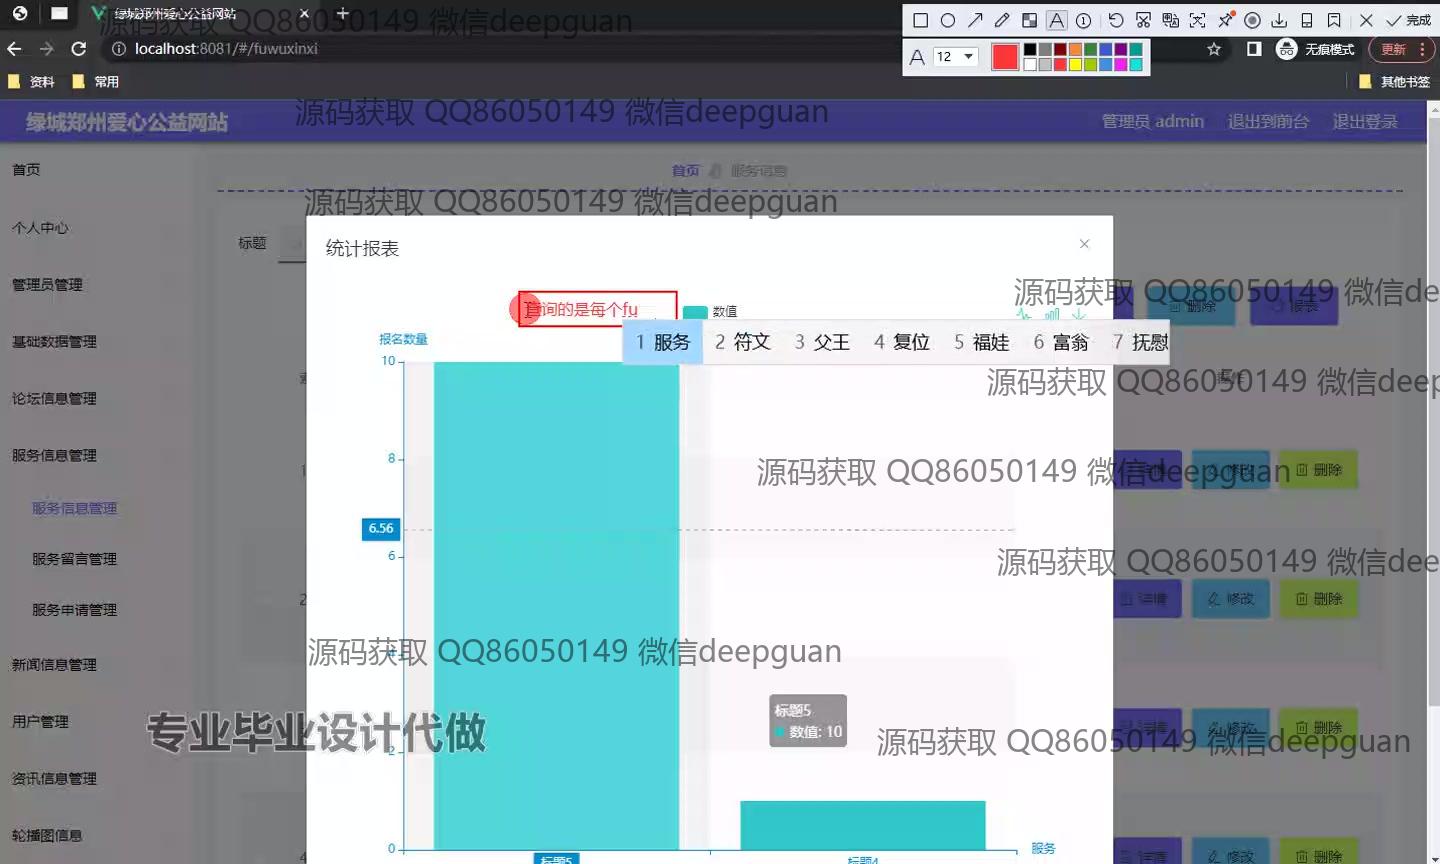 绿城郑州爱心公益网站
localhost:8081/#/fuwuxinxi
12
完成
无痕模式
更新
资料
常用
其他书签
源码获取 QQ86050149 微信deepguan
绿城郑州爱心公益网站
源码获取 QQ86050149 微信deepguan
管理员 admin
退出到前台
退出登录
首页
首页
服务信息
源码获取 QQ86050149 微信deepguan
个人中心
标题
统计报表
管理员管理
源码获取 QQ86050149 微信de
查询的是每个fu
数值
删除
报表
1 服务 2 符文 3 父王 4 复位 5 福娃 6 富翁 7 抚慰
报名数量
基础数据管理
10
源码获取 QQ86050149 微信deep
论坛信息管理
服务信息管理
8
1
源码获取 QQ86050149 微信deepguan
详情
修改
删除
服务信息管理
6.56
服务留言管理
6
源码获取 QQ86050149 微信de
服务申请管理
2
详情
修改
删除
源码获取 QQ86050149 微信deepguan
4
新闻信息管理
用户管理
专业毕业设计代做
标题5
数值: 10
详情
修改
删除
源码获取 QQ86050149 微信deepguan
2
资讯信息管理
轮播图信息
0
服务
4
详情
修改
删除
标题5
标题4